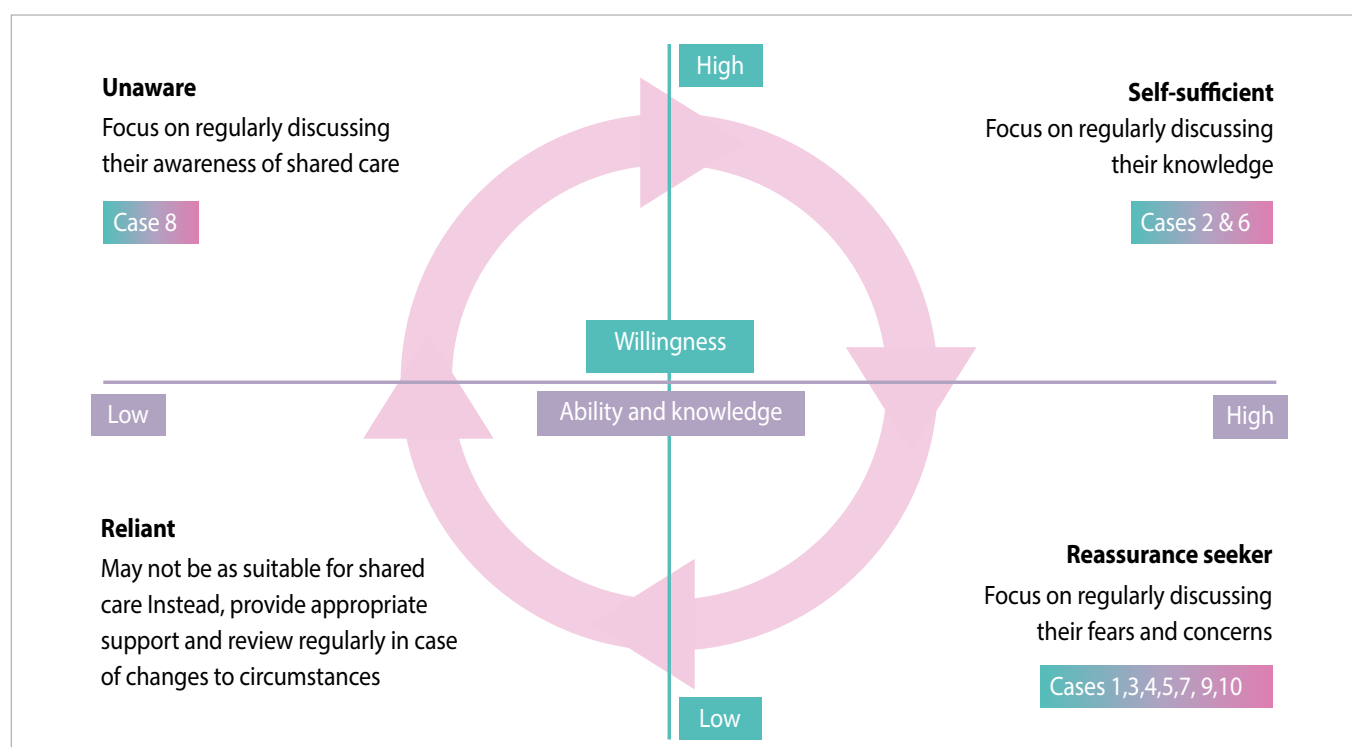 High
Unaware
Focus on regularly discussing
their awareness of shared care
Case 8
Self-sufficient
Focus on regularly discussing
their knowledge
Cases 2 & 6
Willingness
Ability and knowledge
Low
High
Reliant
May not be as suitable for shared
care Instead, provide appropriate
support and review regularly in case
of changes to circumstances
Reassurance seeker
Focus on regularly discussing
their fears and concerns
Cases 1,3,4,5,7, 9,10
Low